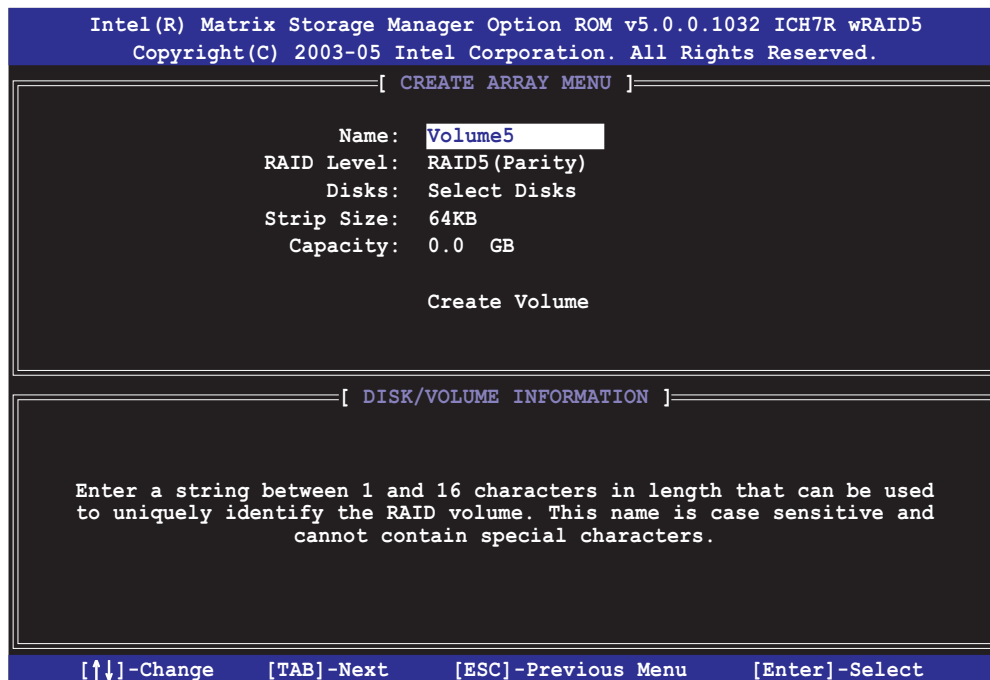 Intel(R) Matrix Storage Manager Option ROM v5.0.0.1032 ICH7R wRAID5
Copyright(C) 2003-05 Intel Corporation. All Rights Reserved.
[ CREATE ARRAY MENU ]
Name: Volume5
RAID Level: RAID5(Parity)
Disks: Select Disks
Strip Size: 64KB
Capacity: 0.0 GB
Create Volume
[ DISK/VOLUME INFORMATION ]
Enter a string between 1 and 16 characters in length that can be used
to uniquely identify the RAID volume. This name is case sensitive and
cannot contain special characters.
[↑↓]-Change [TAB]-Next [ESC]-Previous Menu [Enter]-Select